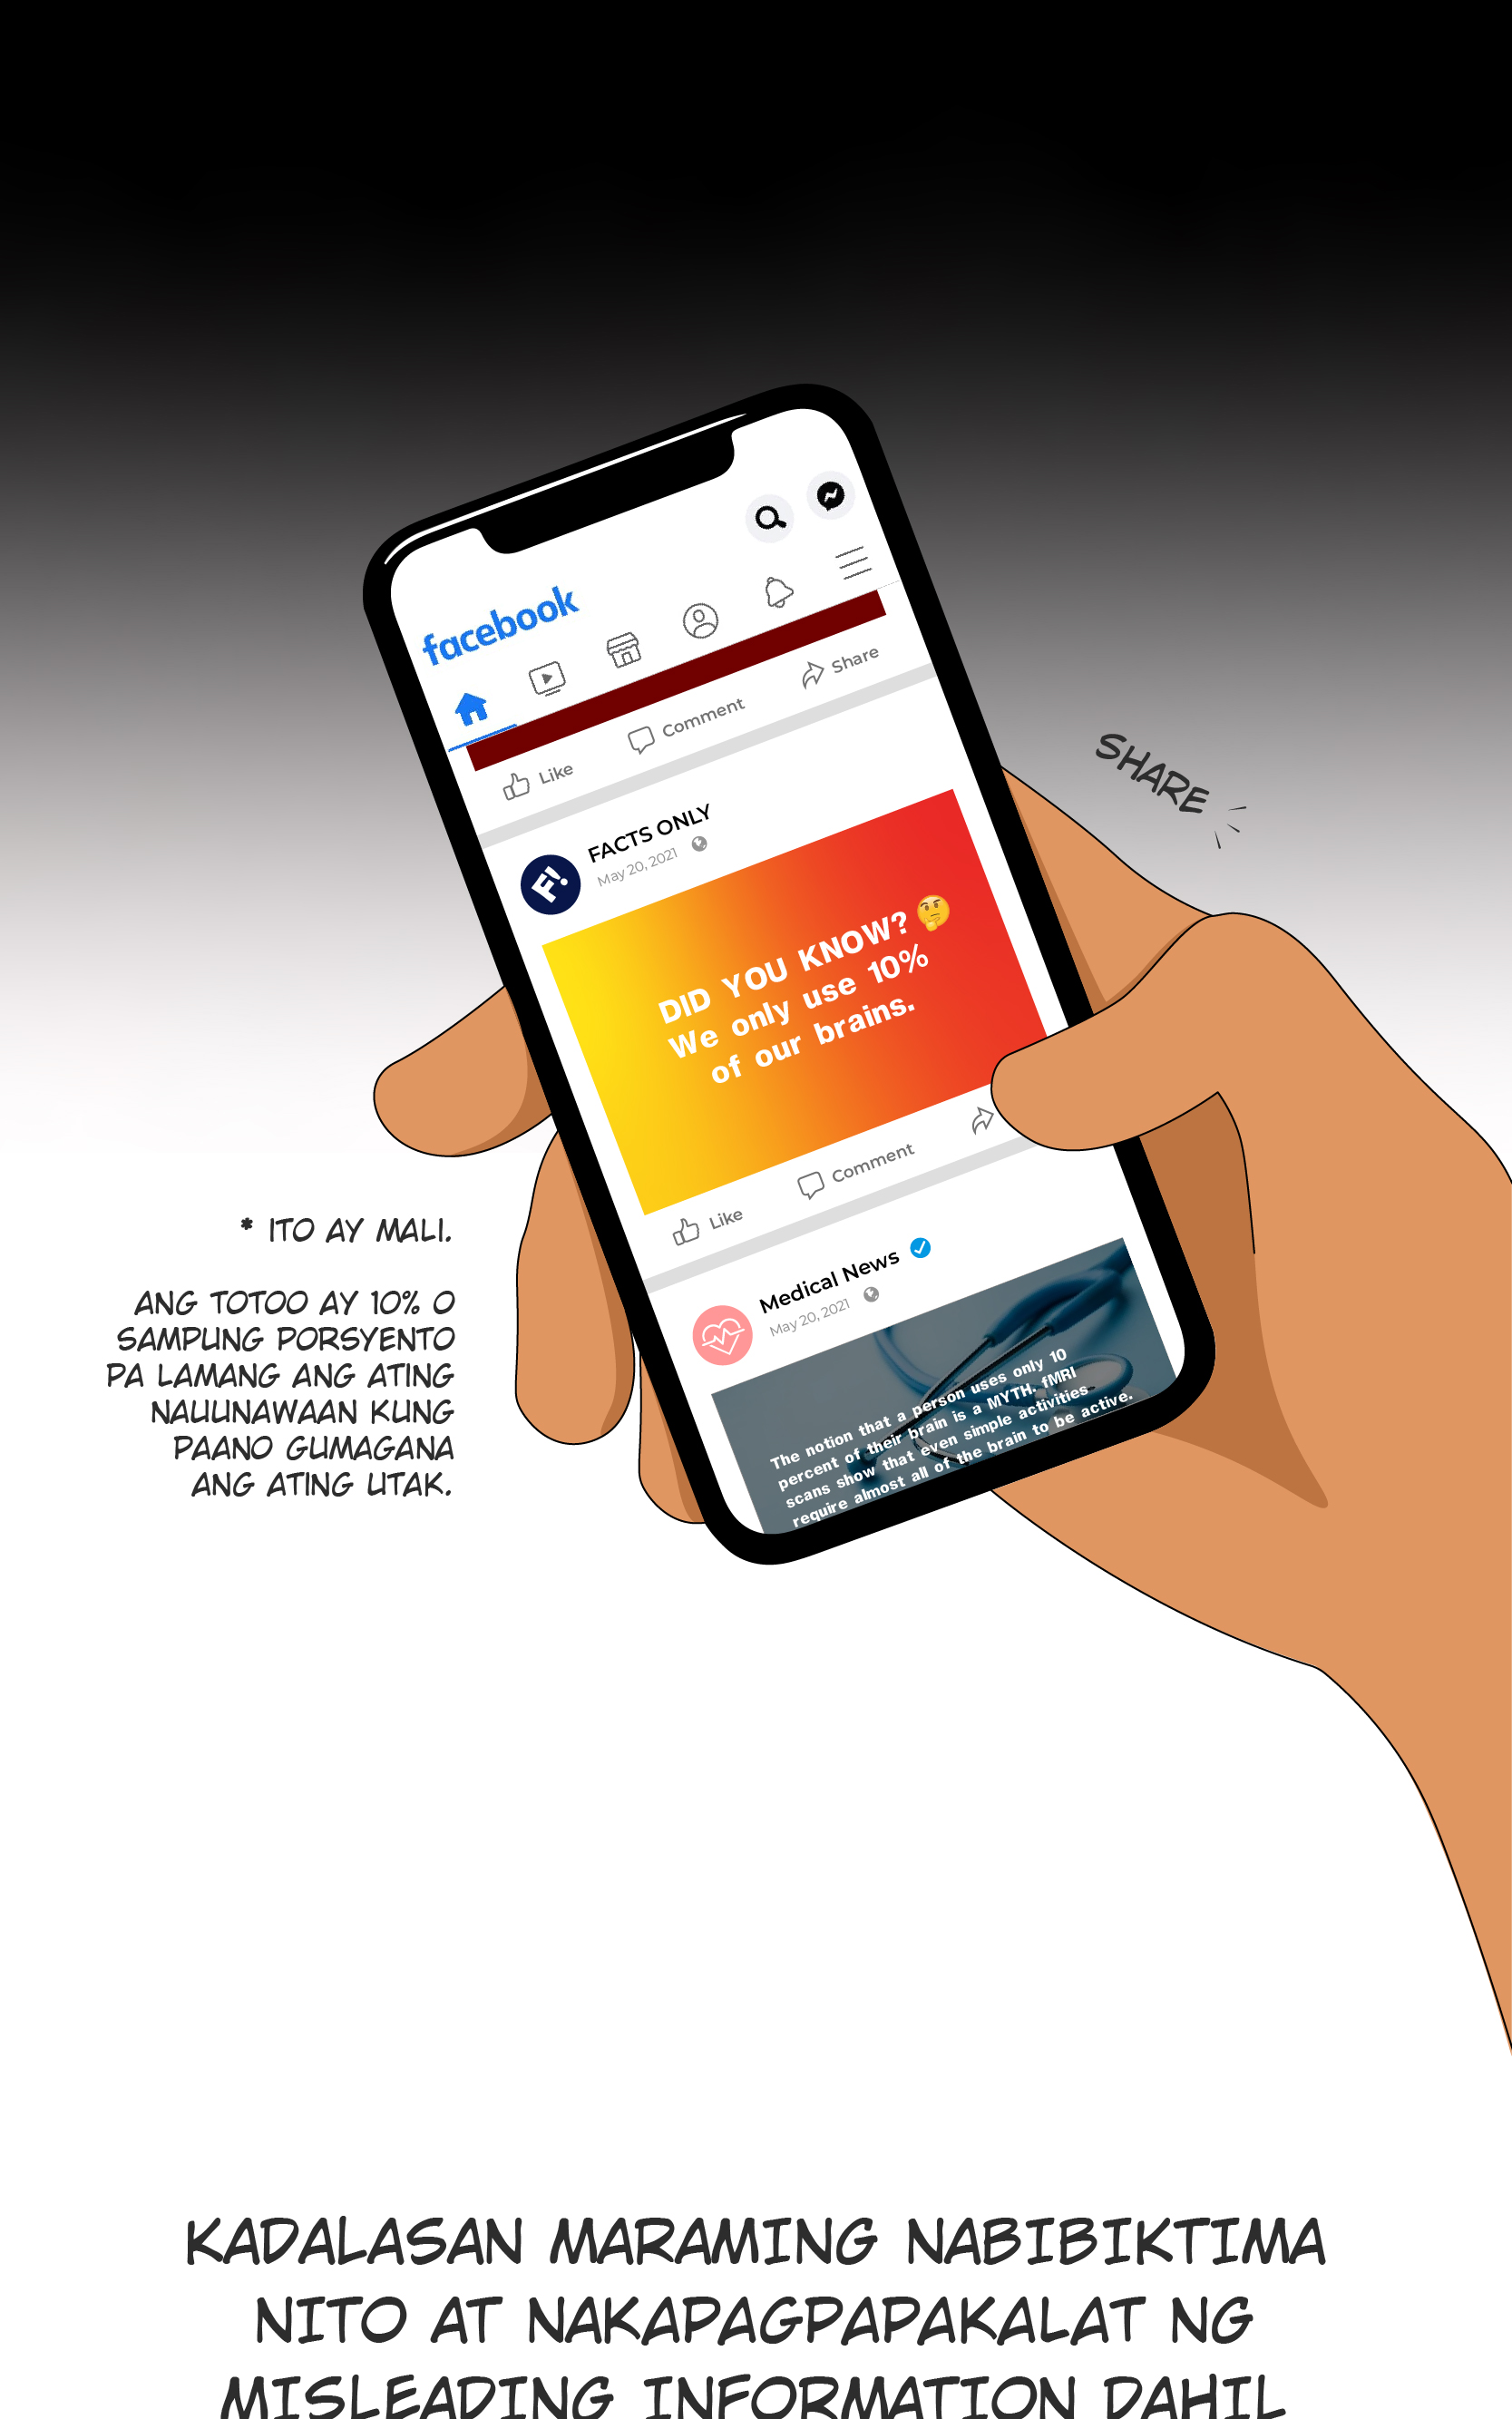 facebook
Like
Comment
Share
FACTS ONLY
May 20, 2021
F!
DID YOU KNOW? 🤔
We only use 10%
of our brains.
SHARE
Like
Comment
* ITO AY MALI.
ANG TOTOO AY 10% O
SAMPUNG PORSYENTO
PA LAMANG ANG ATING
NAUUNAWAAN KUNG
PAANO GUMAGANA
ANG ATING UTAK.
Medical News
May 20, 2021
The notion that a person uses only 10
percent of their brain is a MYTH. fMRI
scans show that even simple activities
require almost all of the brain to be active.
KADALASAN MARAMING NABIBIKTIMA
NITO AT NAKAPAGPAPAKALAT NG
MISLEADING INFORMATION DAHIL